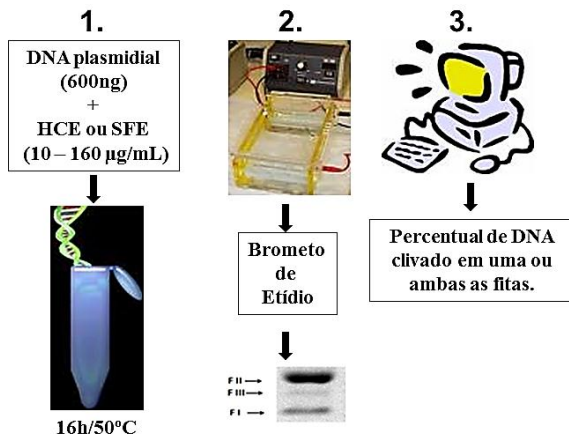 1.
DNA plasmidial
(600ng)
+
HCE ou SFE
(10 – 160 µg/mL)
16h/50ºC
2.
Brometo
de
Etídio
F II
F III
F I
3.
Percentual de DNA
clivado em uma ou
ambas as fitas.